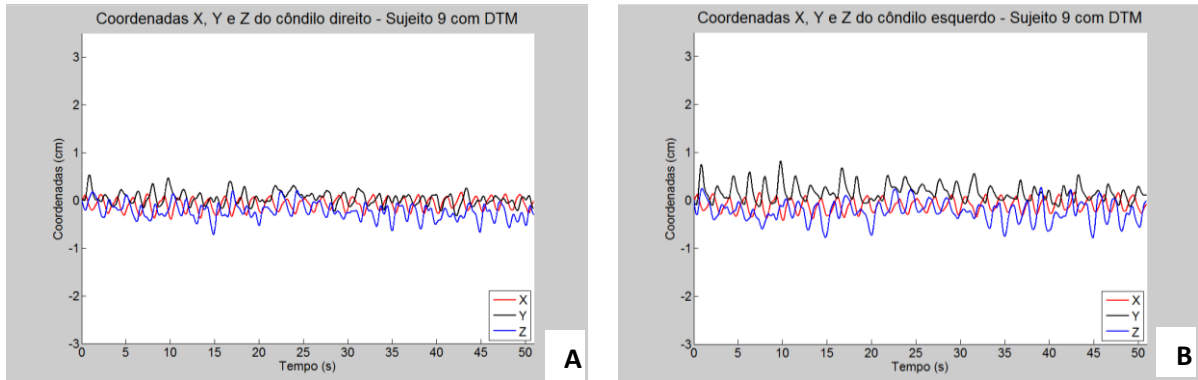 Coordenadas X, Y e Z do côndilo direito - Sujeito 9 com DTM
Coordenadas (cm)
3
2
1
0
-1
-2
-3
0 5 10 15 20 25 30 35 40 45 50
Tempo (s)
X
Y
Z
A
Coordenadas X, Y e Z do côndilo esquerdo - Sujeito 9 com DTM
Coordenadas (cm)
3
2
1
0
-1
-2
-3
0 5 10 15 20 25 30 35 40 45 50
Tempo (s)
X
Y
Z
B